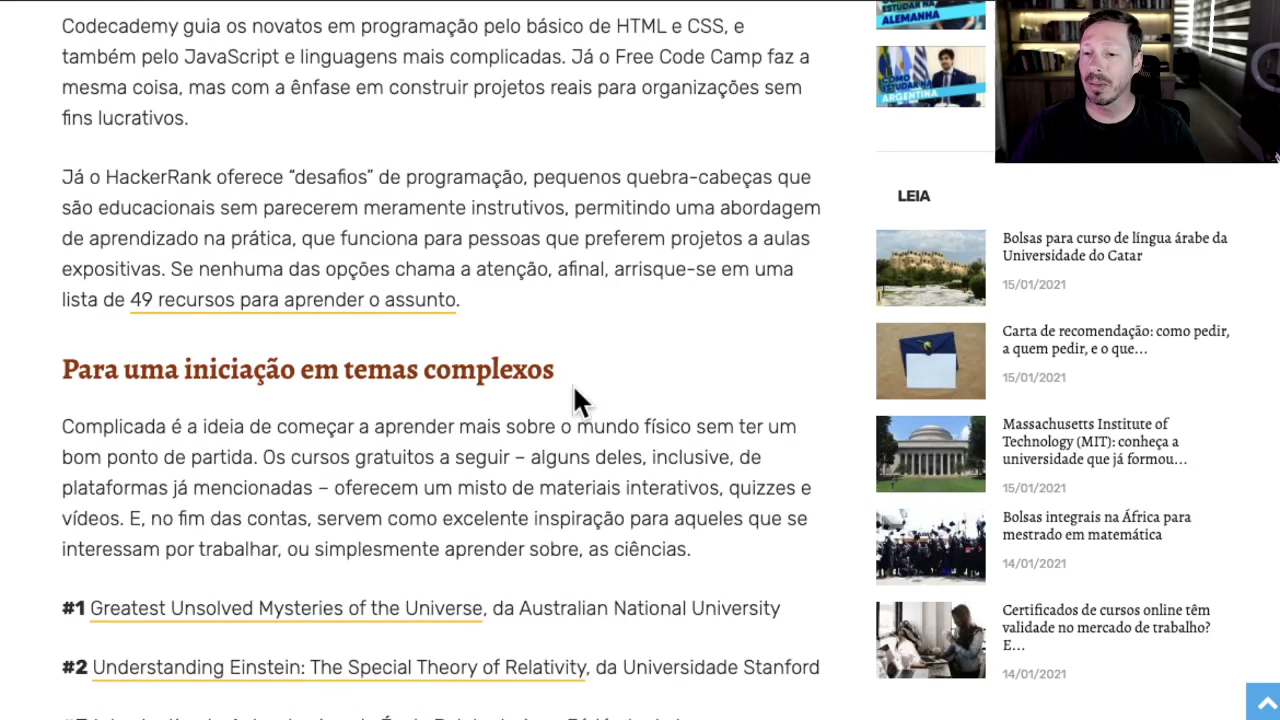 Codecademy guia os novatos em programação pelo básico de HTML e CSS, e
também pelo JavaScript e linguagens mais complicadas. Já o Free Code Camp faz a
mesma coisa, mas com a ênfase em construir projetos reais para organizações sem
fins lucrativos.
Já o HackerRank oferece “desafios” de programação, pequenos quebra-cabeças que
são educacionais sem parecerem meramente instrutivos, permitindo uma abordagem
de aprendizado na prática, que funciona para pessoas que preferem projetos a aulas
expositivas. Se nenhuma das opções chama a atenção, afinal, arrisque-se em uma
lista de 49 recursos para aprender o assunto.
Para uma iniciação em temas complexos
Complicada é a ideia de começar a aprender mais sobre o mundo físico sem ter um
bom ponto de partida. Os cursos gratuitos a seguir – alguns deles, inclusive, de
plataformas já mencionadas – oferecem um misto de materiais interativos, quizzes e
vídeos. E, no fim das contas, servem como excelente inspiração para aqueles que se
interessam por trabalhar, ou simplesmente aprender sobre, as ciências.
#1 Greatest Unsolved Mysteries of the Universe, da Australian National University
#2 Understanding Einstein: The Special Theory of Relativity, da Universidade Stanford
ALEMANHA
COMO
ESTUDAR NA
ARGENTINA
LEIA
Bolsas para curso de língua árabe da
Universidade do Catar
15/01/2021
Carta de recomendação: como pedir,
a quem pedir, e o que...
15/01/2021
Massachusetts Institute of
Technology (MIT): conheça a
universidade que já formou...
15/01/2021
Bolsas integrais na África para
mestrado em matemática
14/01/2021
Certificados de cursos online têm
validade no mercado de trabalho?
E...
14/01/2021